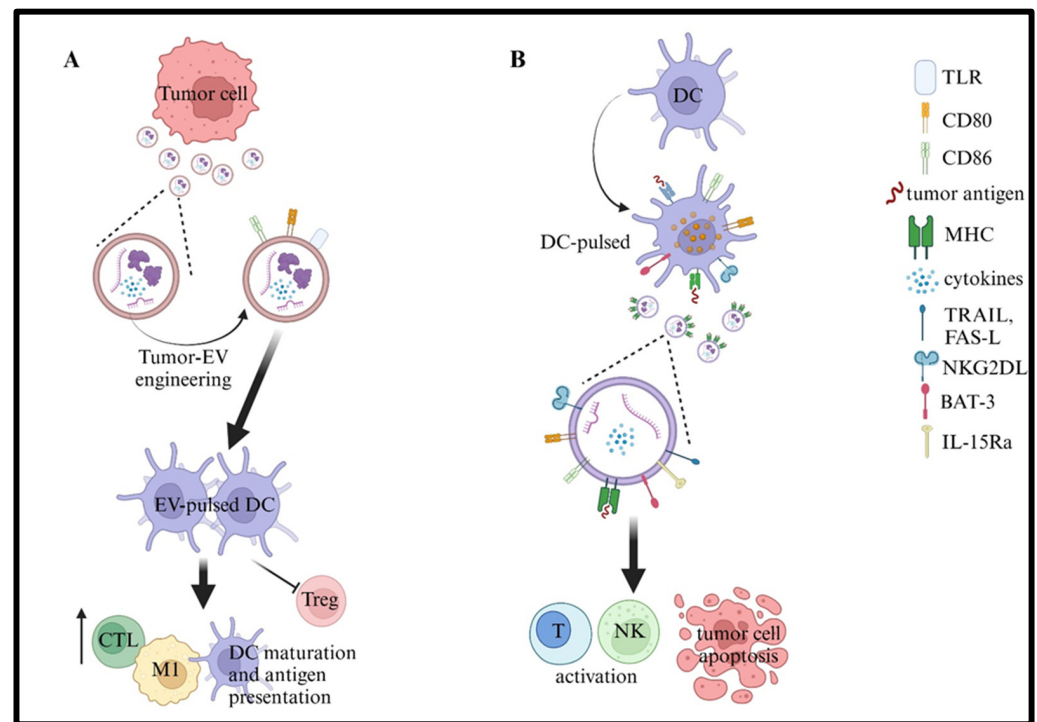 A
Tumor cell
Tumor-EV
engineering
EV-pulsed DC
Treg
CTL
M1
DC maturation
and antigen
presentation
B
DC
DC-pulsed
T
NK
activation
tumor cell
apoptosis
TLR
CD80
CD86
tumor antigen
MHC
cytokines
TRAIL,
FAS-L
NKG2DL
BAT-3
IL-15Ra